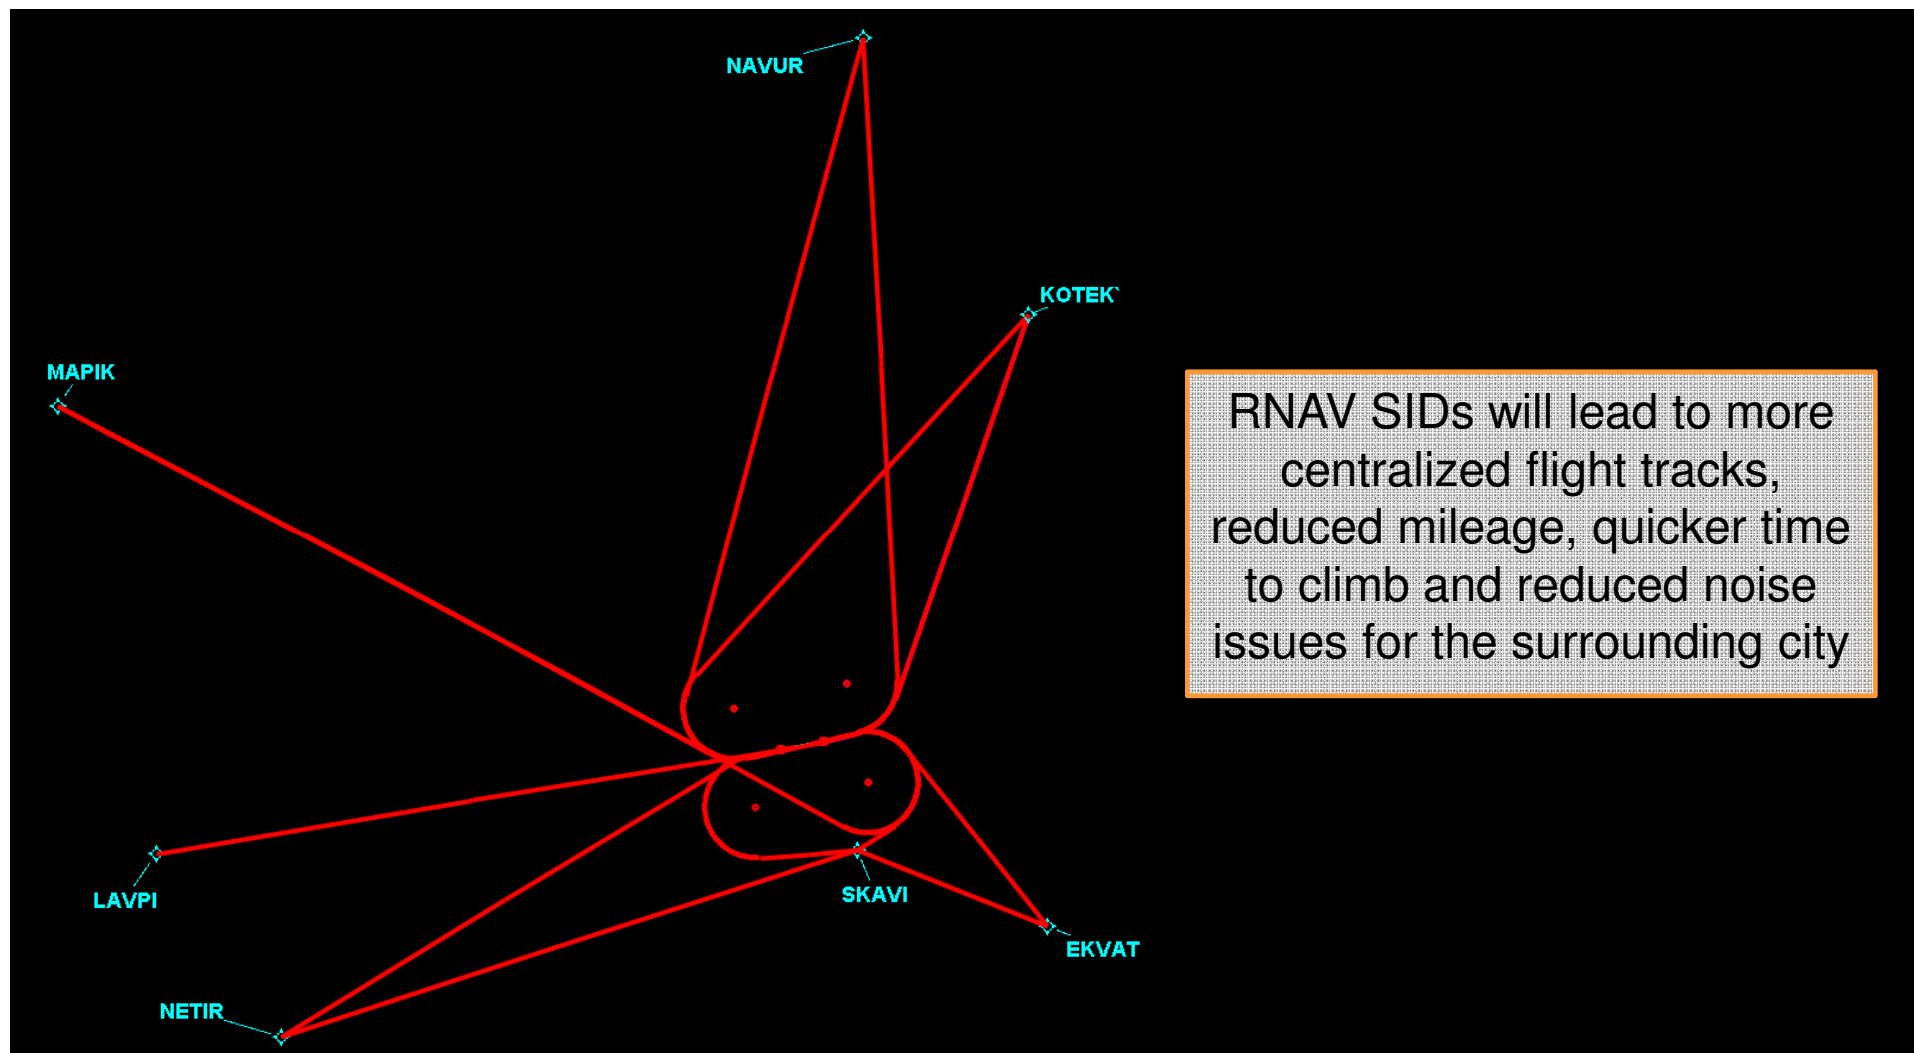 NAVUR
KOTEK`
MAPIK
RNAV SIDs will lead to more
centralized flight tracks,
reduced mileage, quicker time
to climb and reduced noise
issues for the surrounding city
LAVPI
SKAVI
EKVAT
NETIR